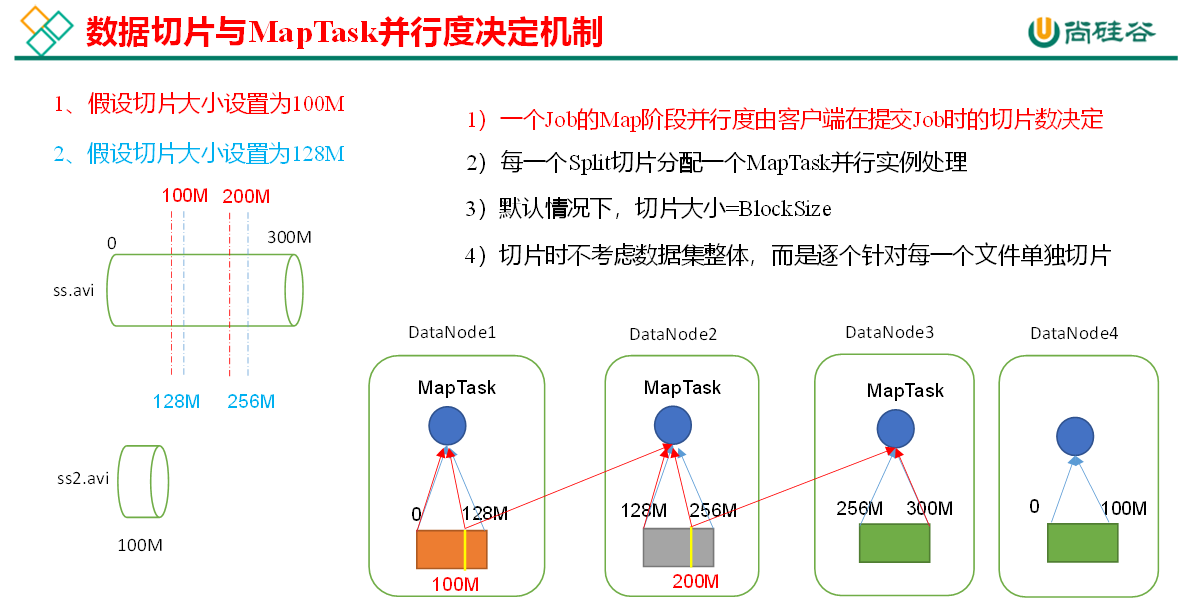 数据切片与MapTask并行度决定机制
尚硅谷
1、假设切片大小设置为100M
2、假设切片大小设置为128M
100M 200M
0 300M
ss.avi
128M 256M
ss2.avi
100M
1）一个Job的Map阶段并行度由客户端在提交Job时的切片数决定
2）每一个Split切片分配一个MapTask并行实例处理
3）默认情况下，切片大小=BlockSize
4）切片时不考虑数据集整体，而是逐个针对每一个文件单独切片
DataNode1 DataNode2 DataNode3 DataNode4
MapTask MapTask MapTask
0 128M 128M 256M 256M 300M 0 100M
100M 200M